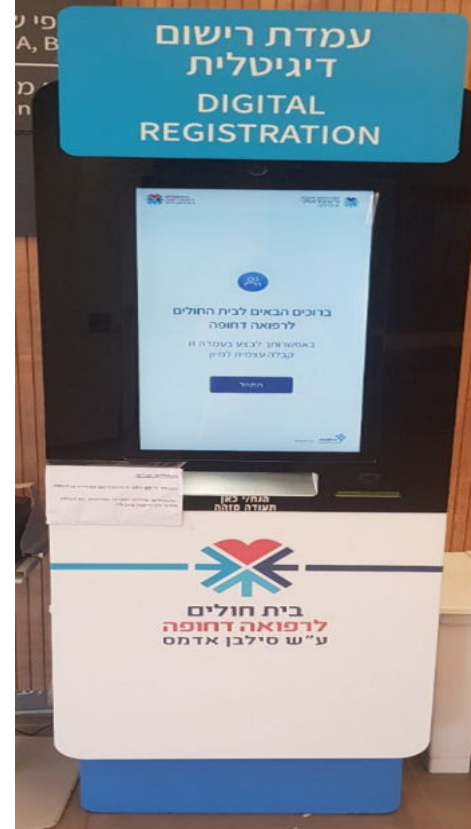 עמדת רישום
דיגיטלית
DIGITAL
REGISTRATION
A, B
ברוכים הבאים לבית החולים
לרפואה דחופה
באפשרותך לבצע בעמדה זו
קבלה עצמית למיון
התחל
הנח/י כאן
תעודה מזהה
בית חולים
לרפואה דחופה
ע"ש סילבן אדמס